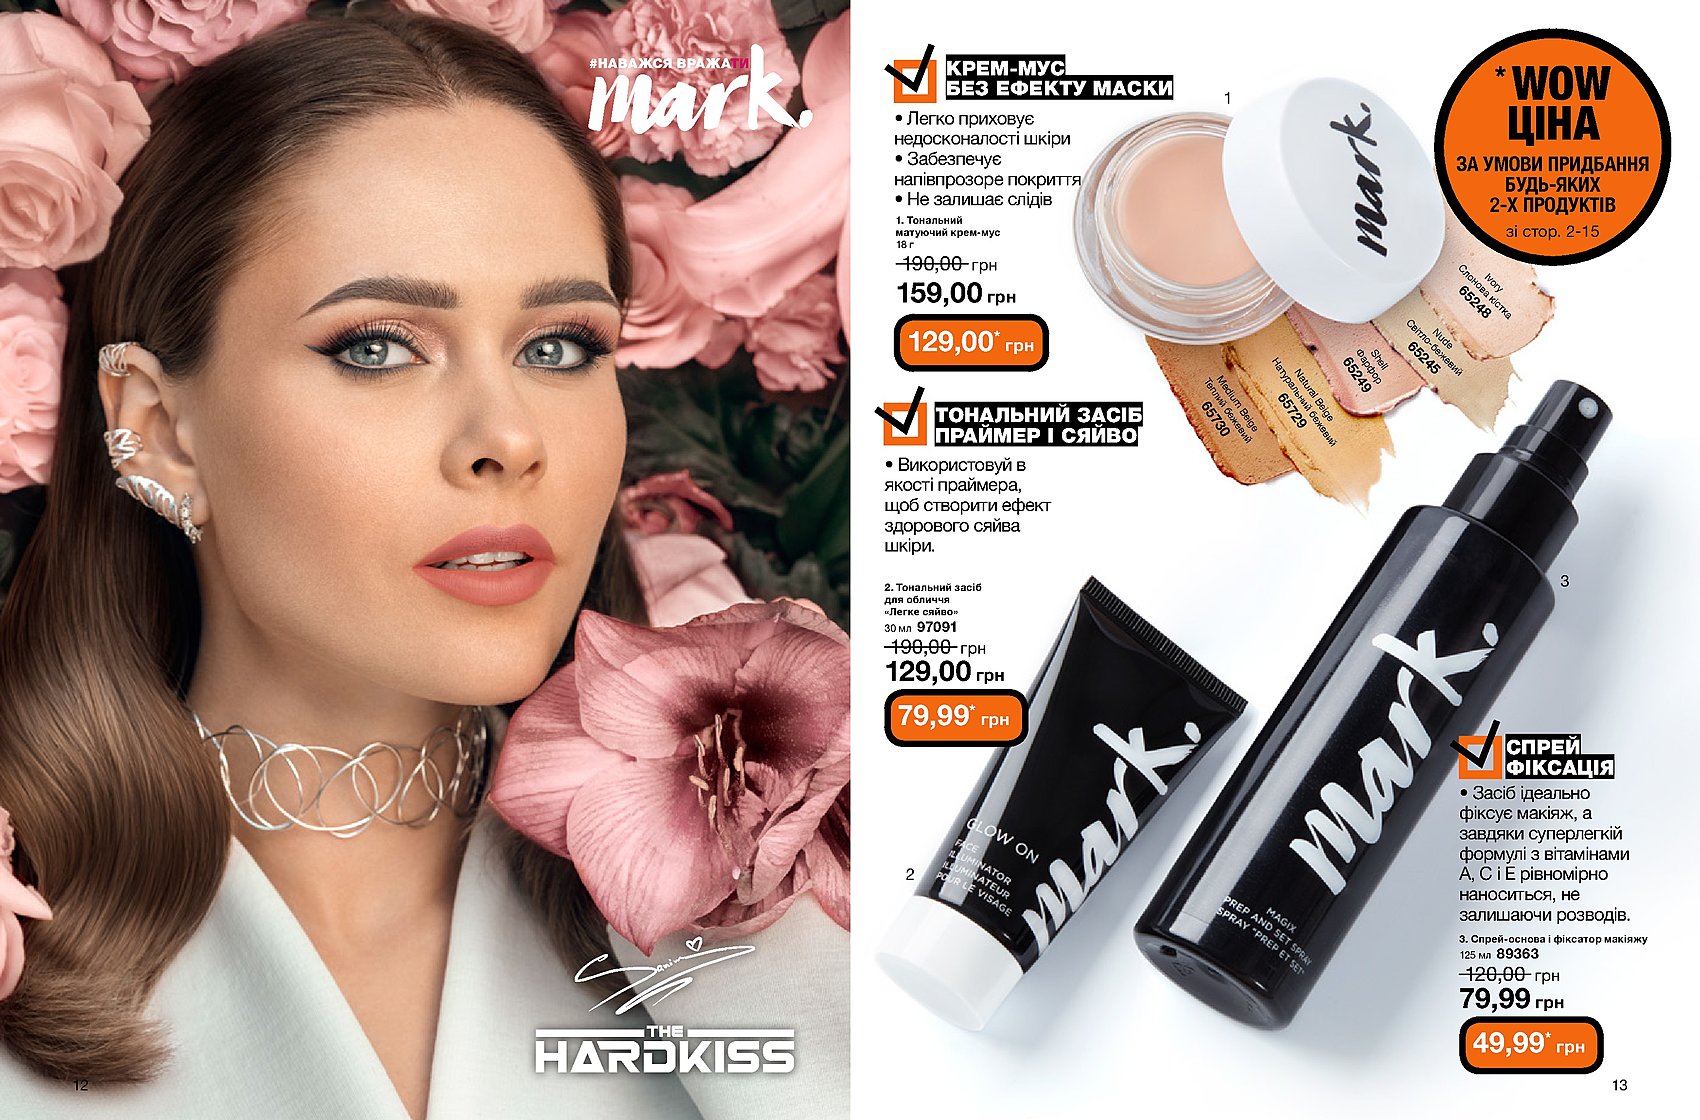 #НАВАЖСЯ ВРАЖАТИ
mark.
THE
HARDKISS
12
КРЕМ-МУС
БЕЗ ЕФЕКТУ МАСКИ
• Легко приховує
недосконалості шкіри
• Забезпечує
напівпрозоре покриття
• Не залишає слідів
1. Тональний
матуючий крем-мус
18 г
190,00 грн
159,00 грн
129,00* грн
1
mark.
* WOW
ЦІНА
ЗА УМОВИ ПРИДБАННЯ
БУДЬ-ЯКИХ
2-Х ПРОДУКТІВ
зі стор. 2-15
Ivory
Слонова кістка
65248
Nude
Світло-бежевий
65245
Shell
Фарфор
65249
Natural Beige
Натуральний бежевий
65729
Medium Beige
Теплий бежевий
65730
ТОНАЛЬНИЙ ЗАСІБ
ПРАЙМЕР І СЯЙВО
• Використовуй в
якості праймера,
щоб створити ефект
здорового сяйва
шкіри.
2. Тональний засіб
для обличчя
«Легке сяйво»
30 мл 97091
190,00 грн
129,00 грн
79,99* грн
2
mark.
GLOW ON
FACE
ILLUMINATOR
ILLUMINATEUR
POUR LE VISAGE
3
mark.
MAGIX
PREP AND SET SPRAY
SPRAY "PREP ET SET"
СПРЕЙ
ФІКСАЦІЯ
• Засіб ідеально
фіксує макіяж, а
завдяки суперлегкій
формулі з вітамінами
А, С і Е рівномірно
наноситься, не
залишаючи розводів.
3. Спрей-основа і фіксатор макіяжу
125 мл 89363
120,00 грн
79,99 грн
49,99* грн
13